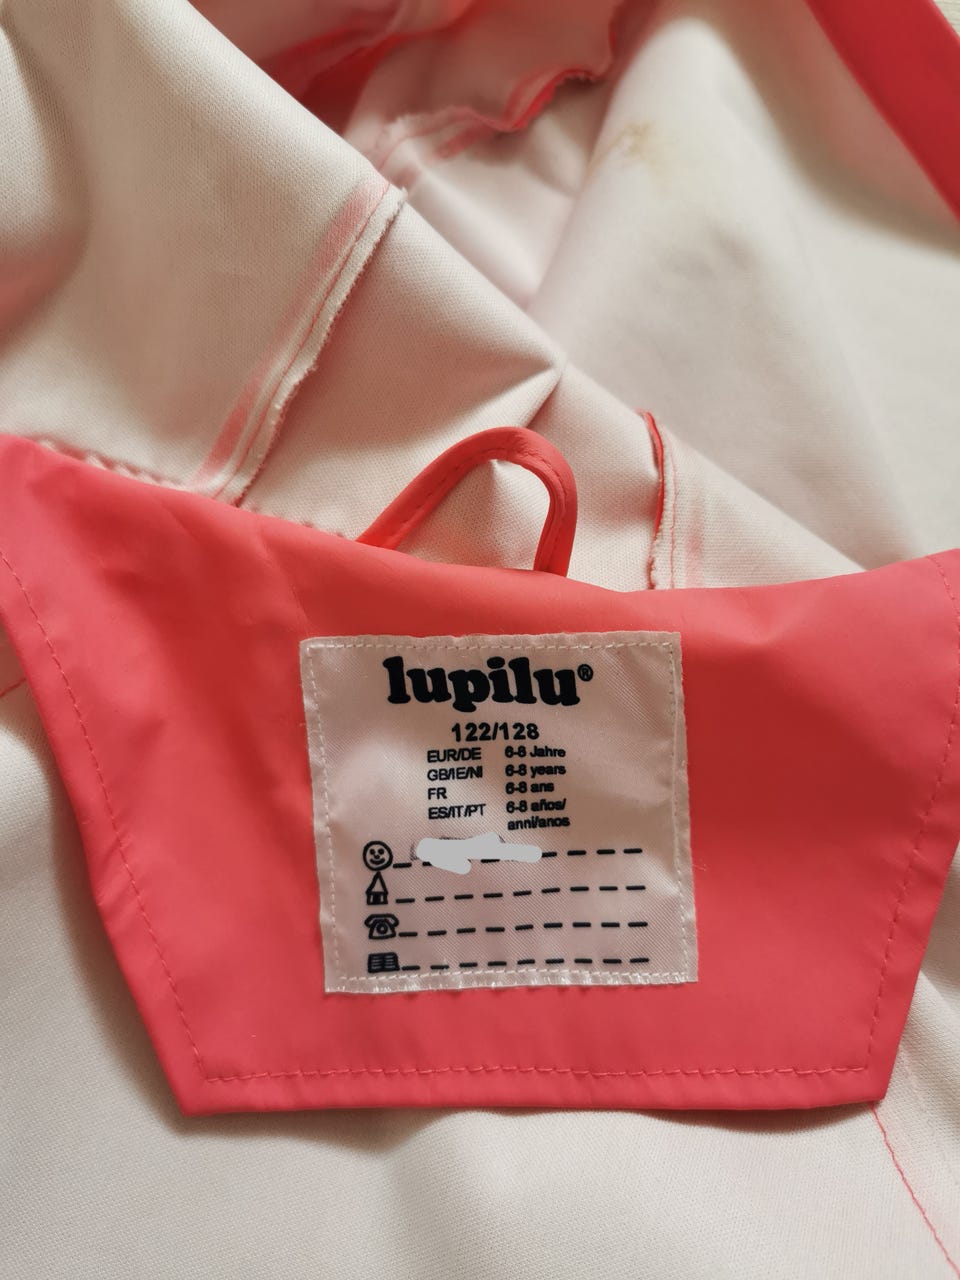 lupilu®
122/128
EUR/DE 6-8 Jahre
GB/IE/NI 6-8 years
FR 6-8 ans
ES/IT/PT 6-8 años/
anni/anos